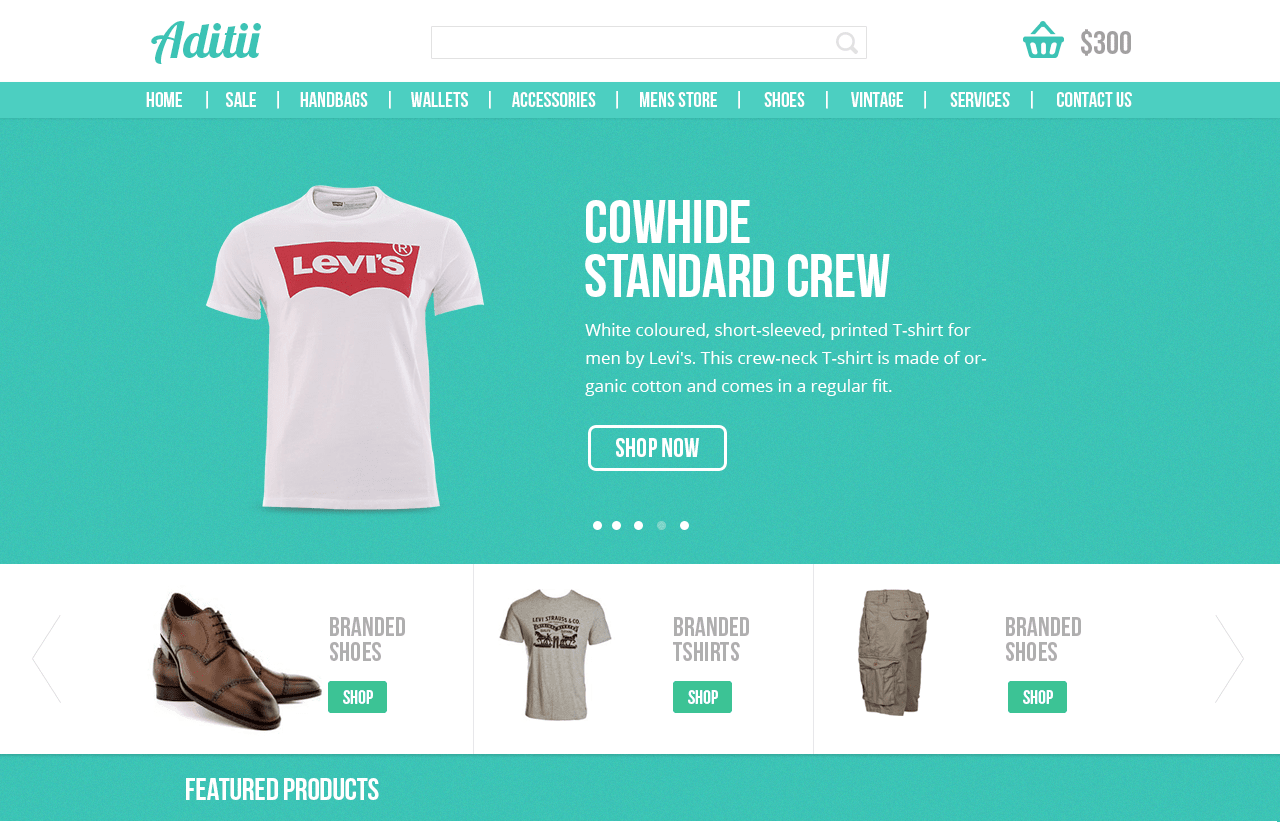 Aditii
$300
HOME | SALE | HANDBAGS | WALLETS | ACCESSORIES | MENS STORE | SHOES | VINTAGE | SERVICES | CONTACT US
LEVI'S ®
COWHIDE
STANDARD CREW
White coloured, short-sleeved, printed T-shirt for
men by Levi's. This crew-neck T-shirt is made of or-
ganic cotton and comes in a regular fit.
SHOP NOW
BRANDED
SHOES
SHOP
LEVI STRAUSS & CO.
BRANDED
TSHIRTS
SHOP
BRANDED
SHOES
SHOP
FEATURED PRODUCTS